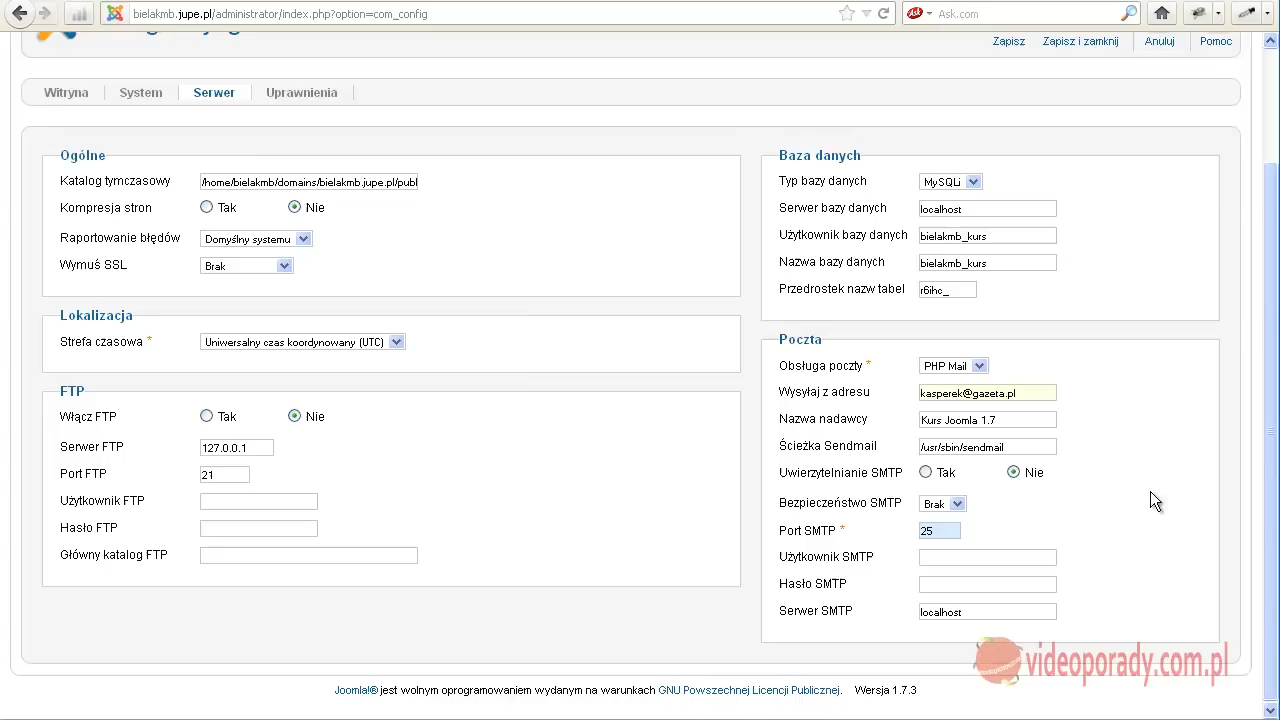 bielakmb.jupe.pl/administrator/index.php?option=com_config
Ask
Ask.com
Zapisz Zapisz i zamknij Anuluj Pomoc
Witryna System Serwer Uprawnienia
Ogólne
Katalog tymczasowy /home/bielakmb/domains/bielakmb.jupe.pl/publ
Kompresja stron Tak Nie
Raportowanie błędów Domyślny systemu
Wymuś SSL Brak
Lokalizacja
Strefa czasowa * Uniwersalny czas koordynowany (UTC)
FTP
Włącz FTP Tak Nie
Serwer FTP 127.0.0.1
Port FTP 21
Użytkownik FTP
Hasło FTP
Główny katalog FTP
Baza danych
Typ bazy danych MySQLi
Serwer bazy danych localhost
Użytkownik bazy danych bielakmb_kurs
Nazwa bazy danych bielakmb_kurs
Przedrostek nazw tabel r6ihc_
Poczta
Obsługa poczty * PHP Mail
Wysyłaj z adresu kasperek@gazeta.pl
Nazwa nadawcy Kurs Joomla 1.7
Ścieżka Sendmail /usr/sbin/sendmail
Uwierzytelnianie SMTP Tak Nie
Bezpieczeństwo SMTP Brak
Port SMTP * 25
Użytkownik SMTP
Hasło SMTP
Serwer SMTP localhost
videoporady.com.pl
Joomla!® jest wolnym oprogramowaniem wydanym na warunkach GNU Powszechnej Licencji Publicznej. Wersja 1.7.3